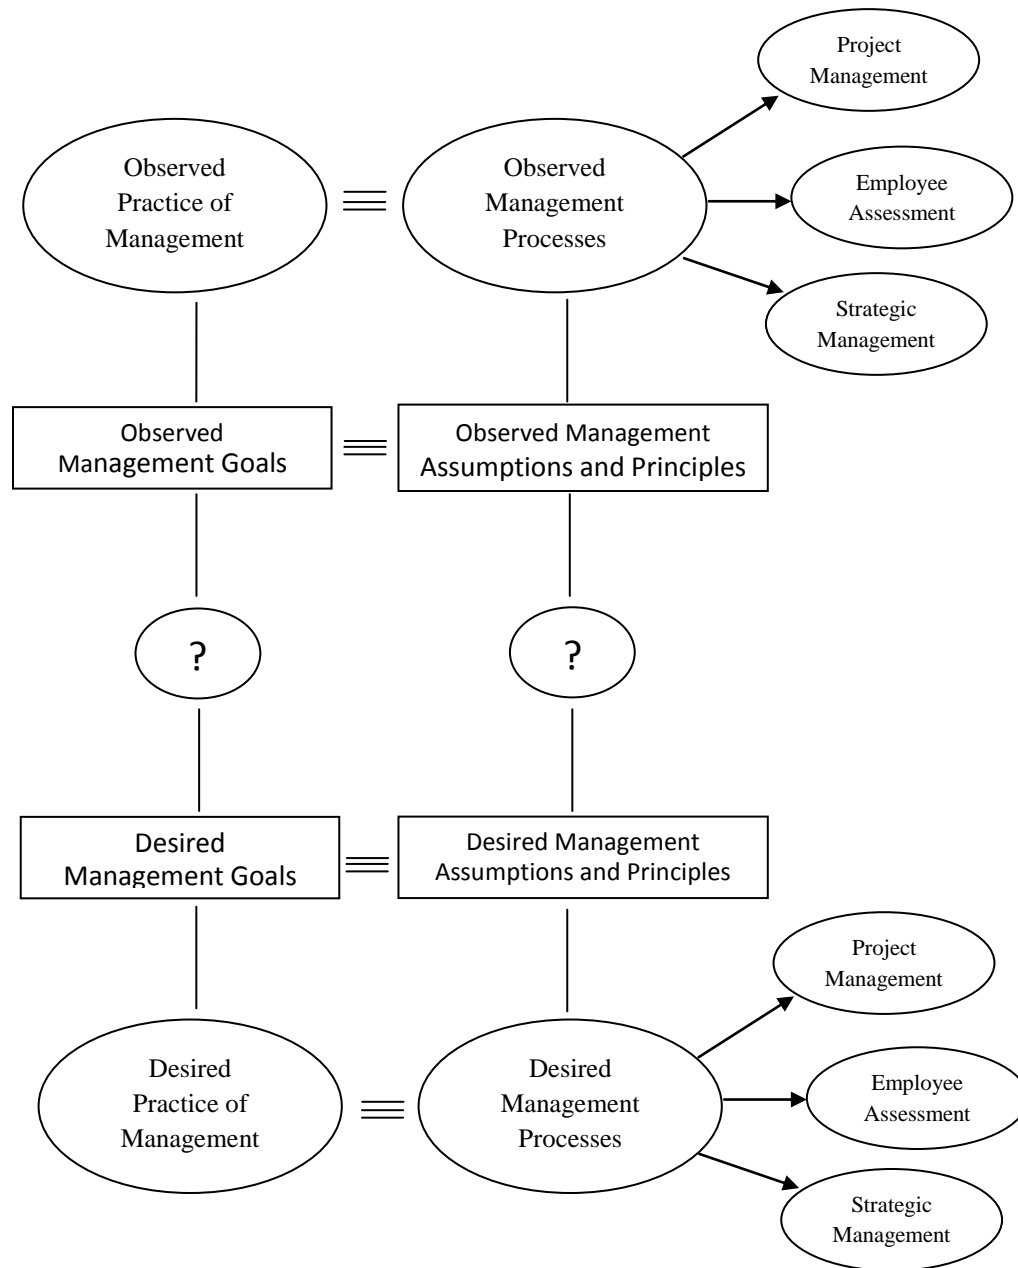 Project
Management
Observed
Practice of
Management
Observed
Management
Processes
Employee
Assessment
Strategic
Management
Observed
Management Goals
Observed Management
Assumptions and Principles
?
?
Desired
Management Goals
Desired Management
Assumptions and Principles
Project
Management
Desired
Practice of
Management
Desired
Management
Processes
Employee
Assessment
Strategic
Management